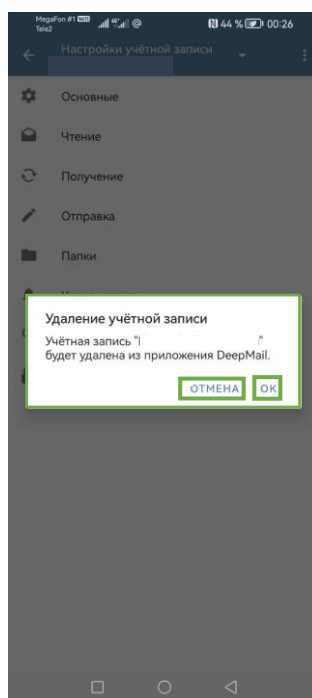 MegaFon #1
Tele2
44 % 00:26
Настройки учётной записи
Основные
Чтение
Получение
Отправка
Папки
Удаление учётной записи
Учётная запись "
"
будет удалена из приложения DeepMail.
ОТМЕНА ОК